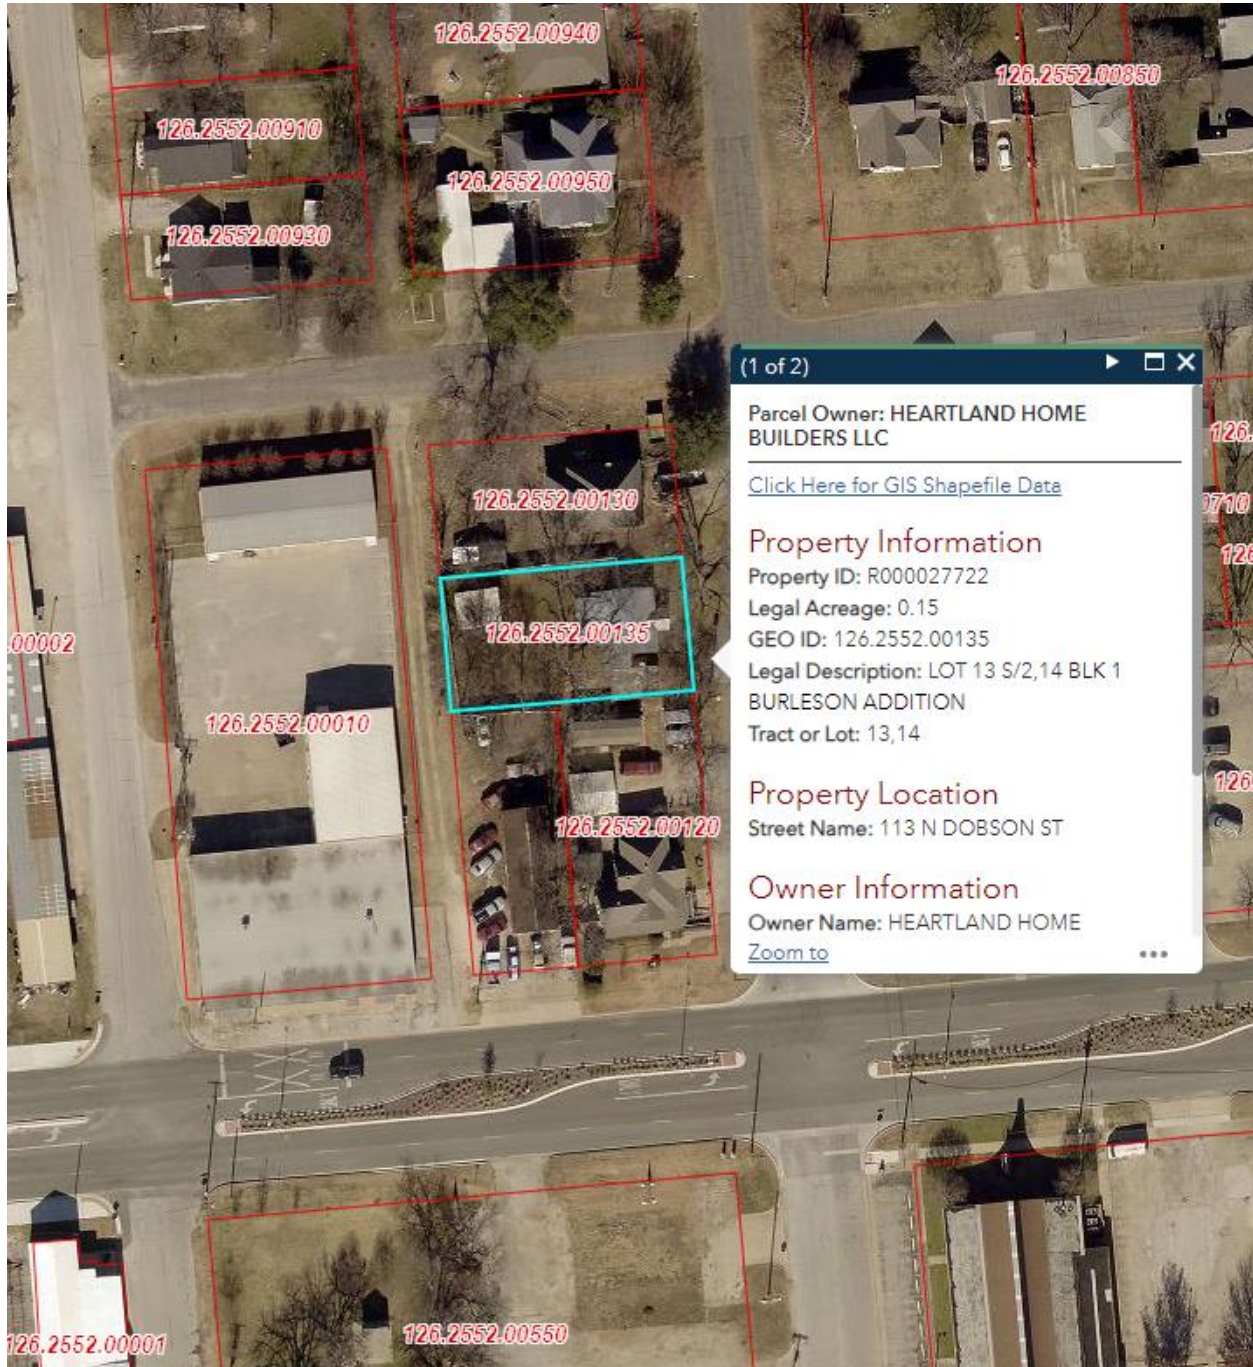 126.2552.00940
126.2552.00850
126.2552.00910
126.2552.00950
126.2552.00930
(1 of 2)
Parcel Owner: HEARTLAND HOME
BUILDERS LLC
Click Here for GIS Shapefile Data
Property Information
Property ID: R000027722
Legal Acreage: 0.15
GEO ID: 126.2552.00135
Legal Description: LOT 13 S/2,14 BLK 1
BURLESON ADDITION
Tract or Lot: 13,14
Property Location
Street Name: 113 N DOBSON ST
Owner Information
Owner Name: HEARTLAND HOME
Zoom to
126.
0710
126
126
126.2552.00130
126.2552.00135
.00002
126.2552.00010
126.2552.00120
126.2552.00550
126.2552.00001